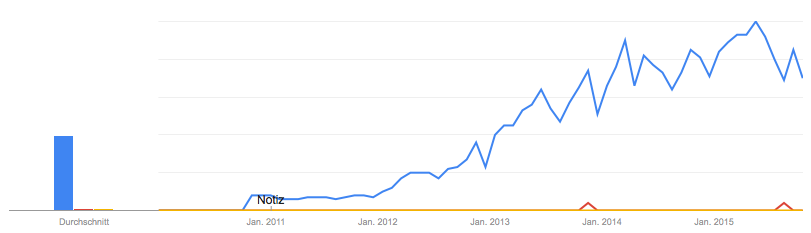 Notiz
Durchschnitt
Jan. 2011
Jan. 2012
Jan. 2013
Jan. 2014
Jan. 2015